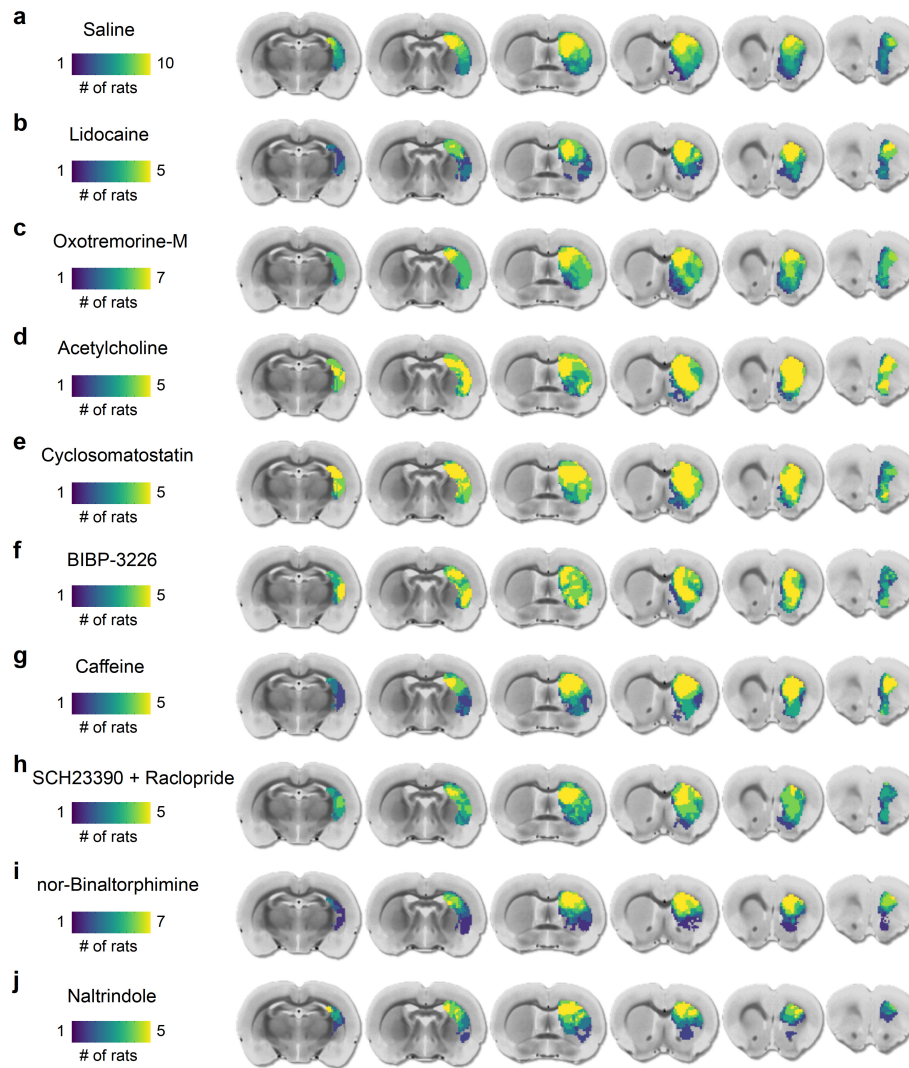 a
Saline
1 10
# of rats
b
Lidocaine
1 5
# of rats
c
Oxotremorine-M
1 7
# of rats
d
Acetylcholine
1 5
# of rats
e
Cyclosomatostatin
1 5
# of rats
f
BIBP-3226
1 5
# of rats
g
Caffeine
1 5
# of rats
h
SCH23390 + Raclopride
1 5
# of rats
i
nor-Binaltorphimine
1 7
# of rats
j
Naltrindole
1 5
# of rats